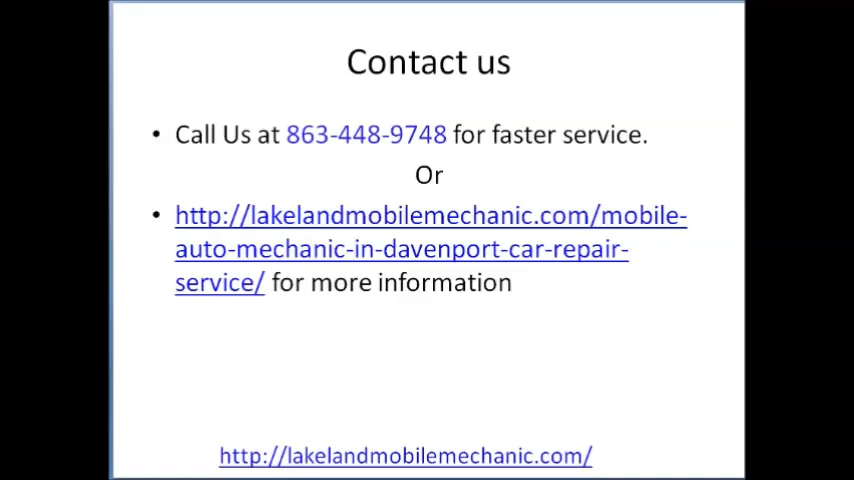 Contact us
• Call Us at 863-448-9748 for faster service.
Or
• http://lakelandmobilemechanic.com/mobile-
auto-mechanic-in-davenport-car-repair-
service/ for more information
http://lakelandmobilemechanic.com/